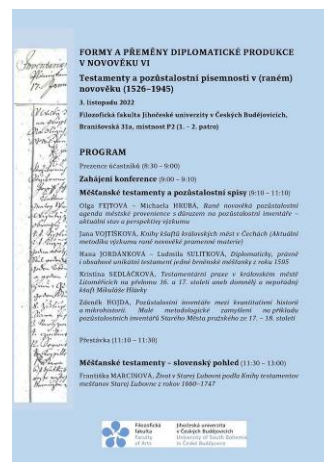 FORMY A PŘEMĚNY DIPLOMATICKÉ PRODUKCE
V NOVOVĚKU VI
Testamenty a pozůstalostní písemnosti v (raném)
novověku (1526–1945)
3. listopadu 2022
Filozofická fakulta Jihočeské univerzity v Českých Budějovicích,
Branišovská 31a, místnost P2 (1. – 2. patro)
PROGRAM
Prezence účastníků (8:30 – 9:00)
Zahájení konference (9:00 – 9:10)
Měšťanské testamenty a pozůstalostní spisy (9:10 – 11:10)
Olga FEJTOVÁ – Michaela HRUBÁ, Raně novověká pozůstalostní
agenda městské provenience s důrazem na pozůstalostní inventáře –
aktuální stav a perspektivy výzkumu
Jana VOJTÍŠKOVÁ, Knihy kšaftů královských měst v Čechách (Aktuální
metodika výzkumu raně novověké pramenné materie)
Hana JORDÁNKOVÁ – Ludmila SULITKOVÁ, Diplomaticky, právně
i obsahově unikátní testament jedné brněnské měšťanky z roku 1595
Kristina SEDLÁČKOVÁ, Testamentární praxe v královském městě
Litoměřicích na přelomu 16. a 17. století aneb domnělý a nepořádný
kšaft Mikuláše Hlávky
Zdeněk HOJDA, Pozůstalostní inventáře mezi kvantitativní historií
a mikrohistorií. Malé metodologické zamyšlení na příkladu
pozůstalostních inventářů Starého Města pražského ze 17. – 18. století
Přestávka (11:10 – 11:30)
Měšťanské testamenty – slovenský pohled (11:30 – 13:00)
Františka MARCINOVÁ, Život v Starej Ľubovni podľa Knihy testamentov
mešťanov Starej Ľubovne z rokov 1660–1747
Filozofická
fakulta
Faculty
of Arts
Jihočeská univerzita
v Českých Budějovicích
University of South Bohemia
in České Budějovice